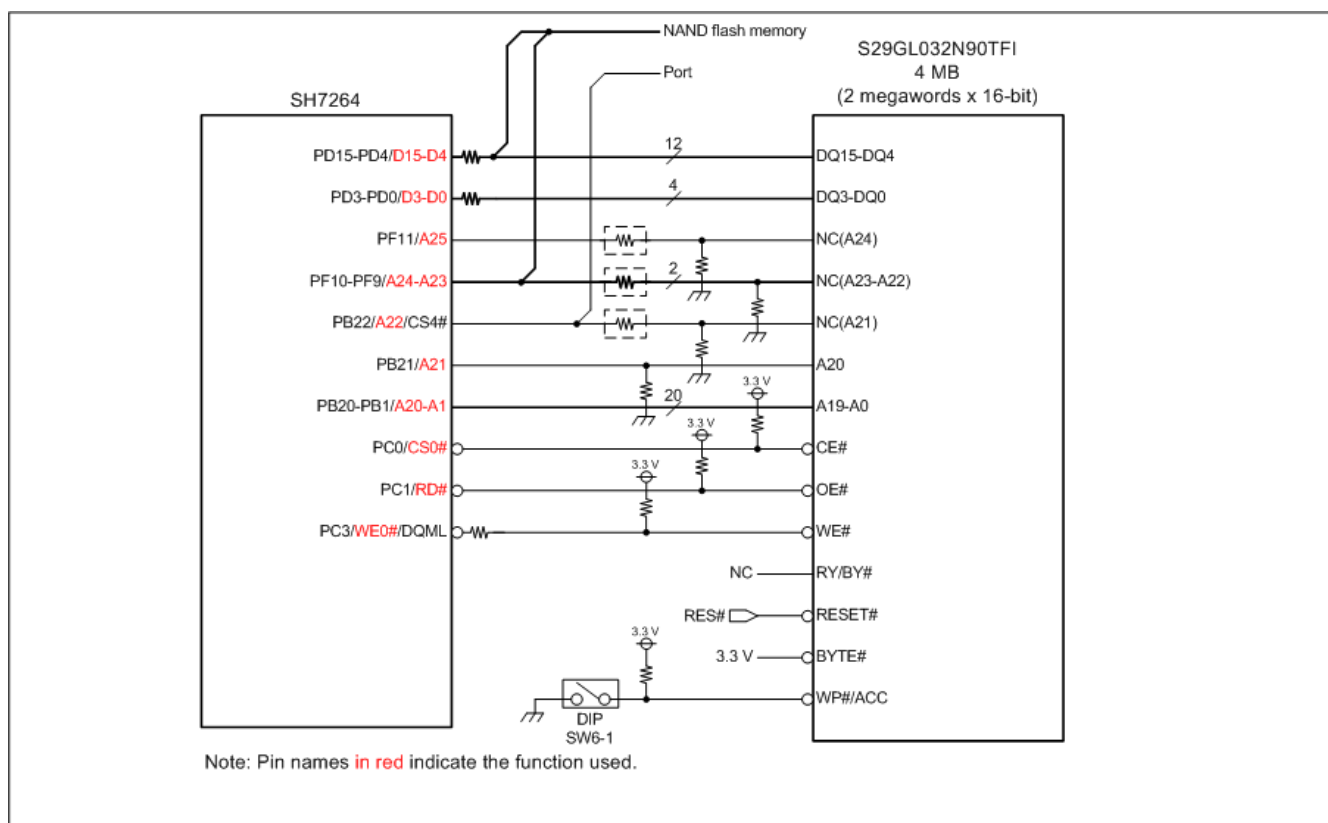 NAND flash memory
Port
S29GL032N90TFI
4 MB
(2 megawords x 16-bit)
SH7264
PD15-PD4/D15-D4
12
DQ15-DQ4
PD3-PD0/D3-D0
4
DQ3-DQ0
PF11/A25
NC(A24)
PF10-PF9/A24-A23
2
NC(A23-A22)
PB22/A22/CS4#
NC(A21)
PB21/A21
A20
3.3 V
PB20-PB1/A20-A1
20
A19-A0
3.3 V
PC0/CS0#
CE#
3.3 V
PC1/RD#
OE#
PC3/WE0#/DQML
WE#
NC
RY/BY#
RES#
RESET#
3.3 V
3.3 V
BYTE#
WP#/ACC
DIP
SW6-1
Note: Pin names in red indicate the function used.